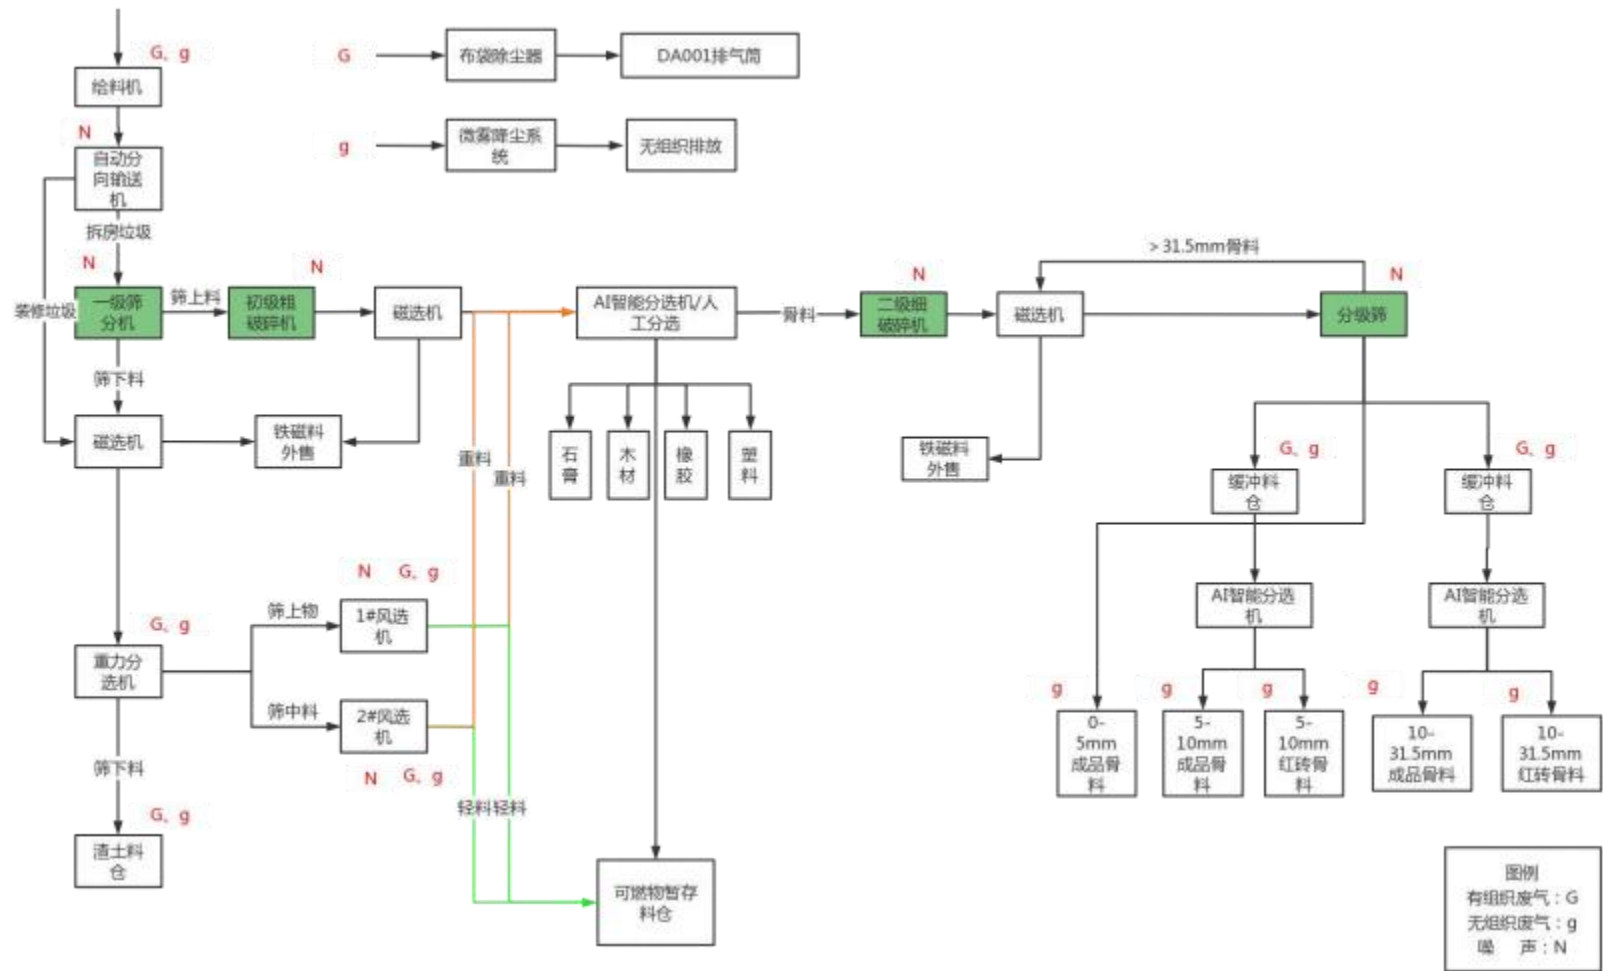 G、g
给料机
G
布袋除尘器
DA001排气筒
N
自动分
向输送
机
g
微雾降尘系
统
无组织排放
拆房垃圾
装修垃圾
N
一级筛
分机
筛上料
N
初级粗
破碎机
磁选机
AI智能分选机/人
工分选
骨料
N
二级细
破碎机
磁选机
＞31.5mm骨料
N
分级筛
筛下料
磁选机
铁磁料
外售
重料
重料
石
膏
木
材
橡
胶
塑
料
铁磁料
外售
G、g
缓冲料
仓
G、g
缓冲料
仓
N
G、g
筛上物
1#风选
机
G、g
重力分
选机
筛中料
2#风选
机
N
G、g
AI智能分选
机
AI智能分选
机
g
0-
5mm
成品骨
料
g
5-
10mm
成品骨
料
g
5-
10mm
红砖骨
料
g
10-
31.5mm
成品骨料
g
10-
31.5mm
红砖骨料
筛下料
轻料
轻料
G、g
渣土料
仓
可燃物暂存
料仓
图例
有组织废气：G
无组织废气：g
噪 声：N